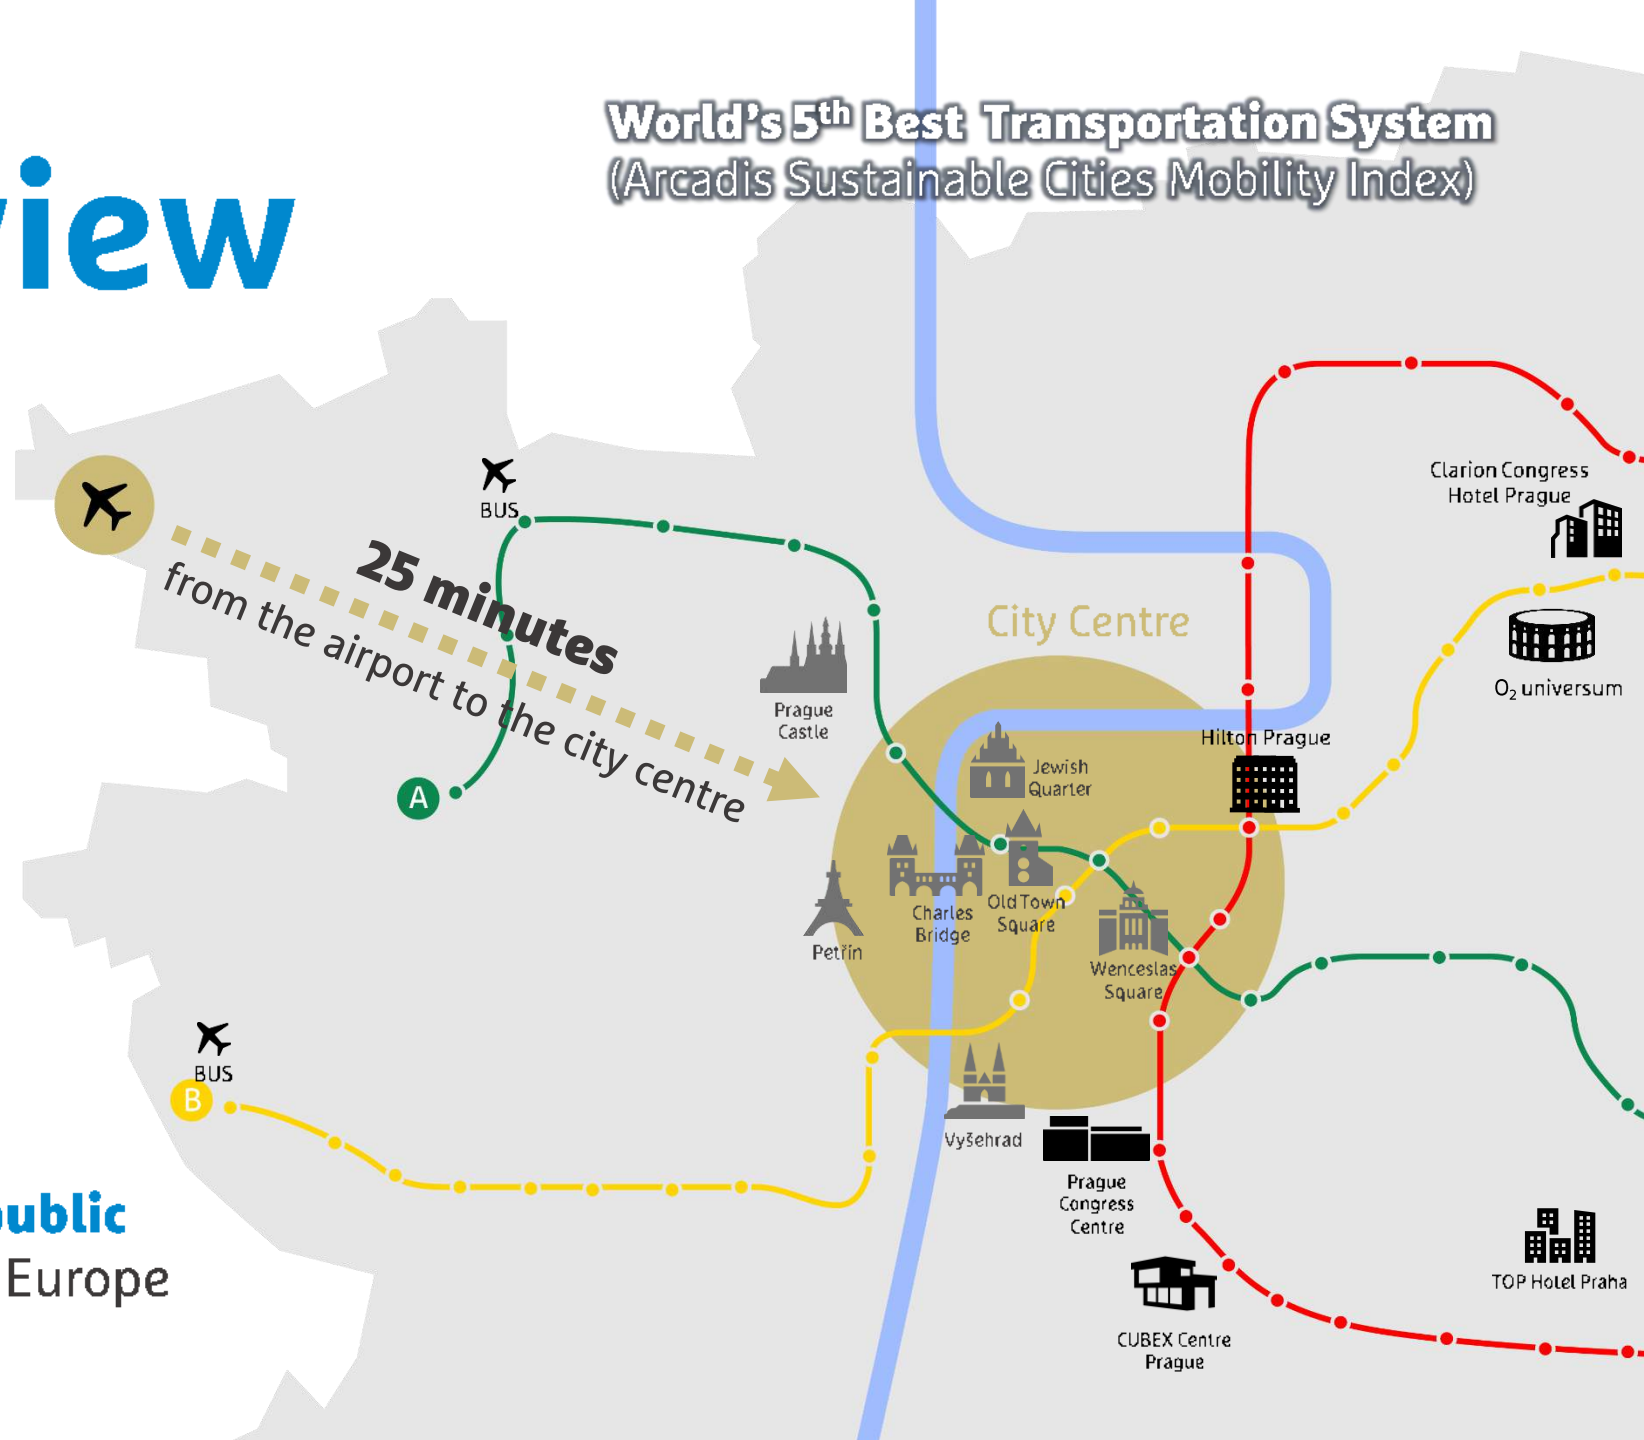 World's 5th Best Transportation System
(Arcadis Sustainable Cities Mobility Index)
iew
Clarion Congress
Hotel Prague
BUS
25 minutes
from the airport to the city centre
City Centre
O2 universum
Prague
Castle
Hilton Prague
Jewish
Quarter
A
Charles
Bridge
Old Town
Square
Petřín
Wenceslas
Square
BUS
B
Vyšehrad
Prague
Congress
Centre
ublic
Europe
TOP Hotel Praha
CUBEX Centre
Prague